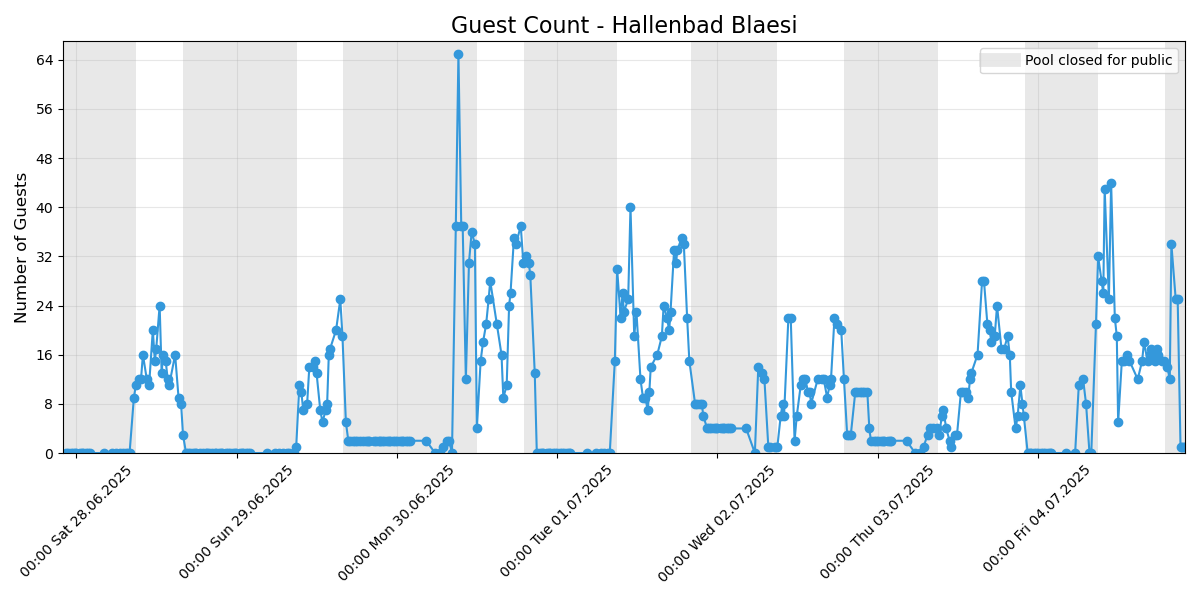 Guest Count - Hallenbad Blaesi
Pool closed for public
Number of Guests
64
56
48
40
32
24
16
8
0
00:00 Sat 28.06.2025
00:00 Sun 29.06.2025
00:00 Mon 30.06.2025
00:00 Tue 01.07.2025
00:00 Wed 02.07.2025
00:00 Thu 03.07.2025
00:00 Fri 04.07.2025